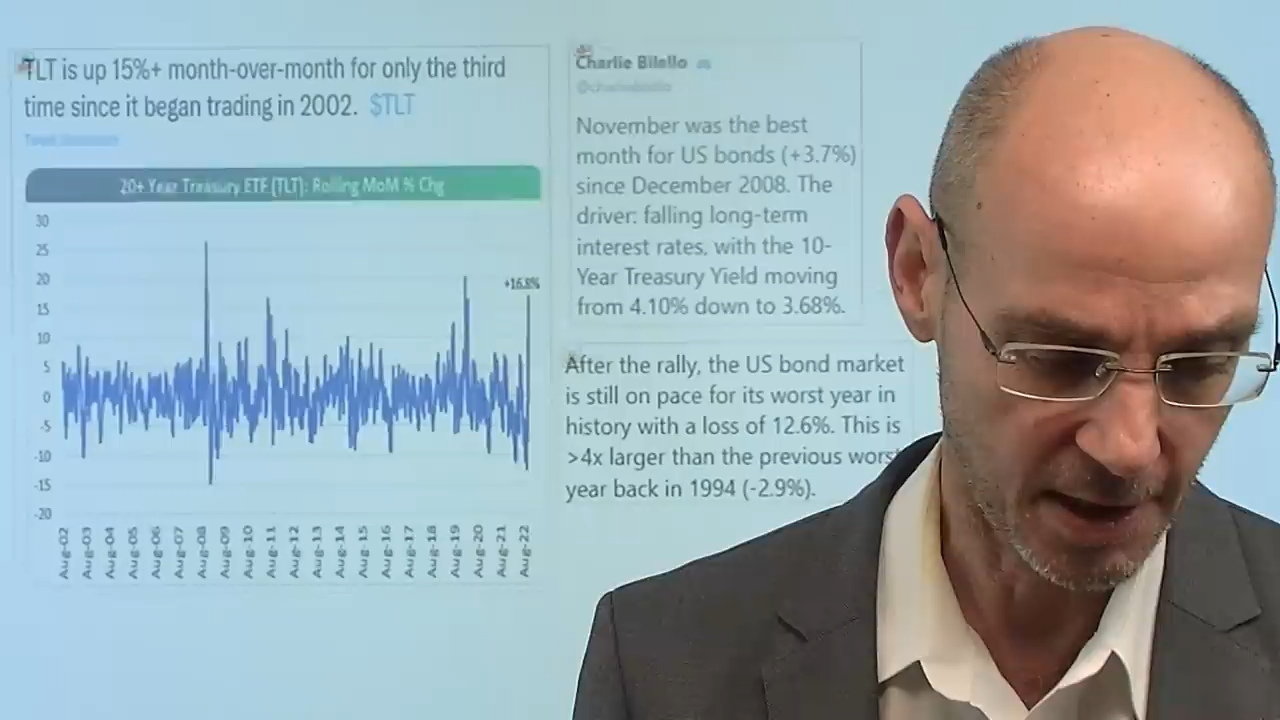 TLT is up 15%+ month-over-month for only the third
time since it began trading in 2002. $TLT
20+ Year Treasury ETF (TLT): Rolling MoM % Chg
30
25
20
15
10
5
0
-5
-10
-15
-20
+16.8%
Aug-02
Aug-03
Aug-04
Aug-05
Aug-06
Aug-07
Aug-08
Aug-09
Aug-10
Aug-11
Aug-12
Aug-13
Aug-14
Aug-15
Aug-16
Aug-17
Aug-18
Aug-19
Aug-20
Aug-21
Aug-22
Charlie Bilello
@charliebilello
November was the best
month for US bonds (+3.7%)
since December 2008. The
driver: falling long-term
interest rates, with the 10-
Year Treasury Yield moving
from 4.10% down to 3.68%.
After the rally, the US bond market
is still on pace for its worst year in
history with a loss of 12.6%. This is
>4x larger than the previous worst
year back in 1994 (-2.9%).